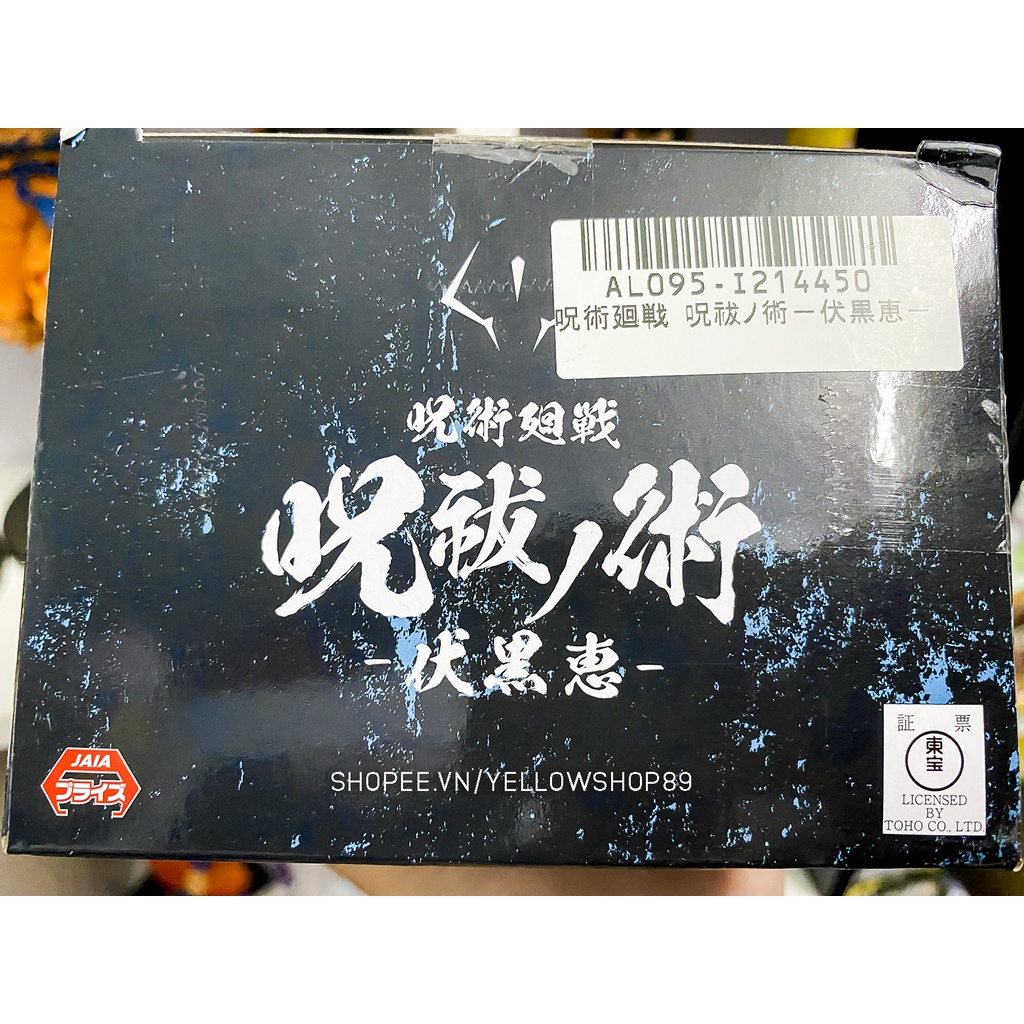 AL095-I214450
呪術廻戦 呪祓ノ術－伏黒恵－
呪術廻戦
呪祓ノ術
-伏黒恵-
JAIA
プライズ
SHOPEE.VN/YELLOWSHOP89
証 票
東宝
LICENSED
BY
TOHO CO., LTD.